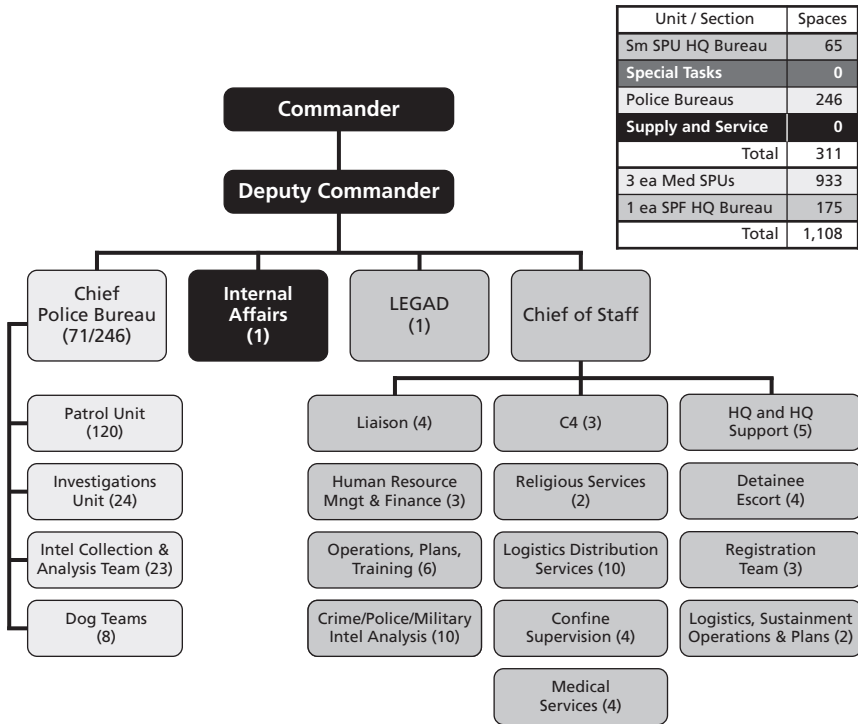 Unit / Section Spaces
Sm SPU HQ Bureau 65
Special Tasks 0
Police Bureaus 246
Supply and Service 0
Total 311
3 ea Med SPUs 933
1 ea SPF HQ Bureau 175
Total 1,108
Commander
Deputy Commander
Chief
Police Bureau
(71/246)
Internal
Affairs
(1)
LEGAD
(1)
Chief of Staff
Patrol Unit
(120)
Investigations
Unit (24)
Intel Collection &
Analysis Team (23)
Dog Teams
(8)
Liaison (4)
Human Resource
Mngt & Finance (3)
Operations, Plans,
Training (6)
Crime/Police/Military
Intel Analysis (10)
C4 (3)
Religious Services
(2)
Logistics Distribution
Services (10)
Confine
Supervision (4)
Medical
Services (4)
HQ and HQ
Support (5)
Detainee
Escort (4)
Registration
Team (3)
Logistics, Sustainment
Operations & Plans (2)